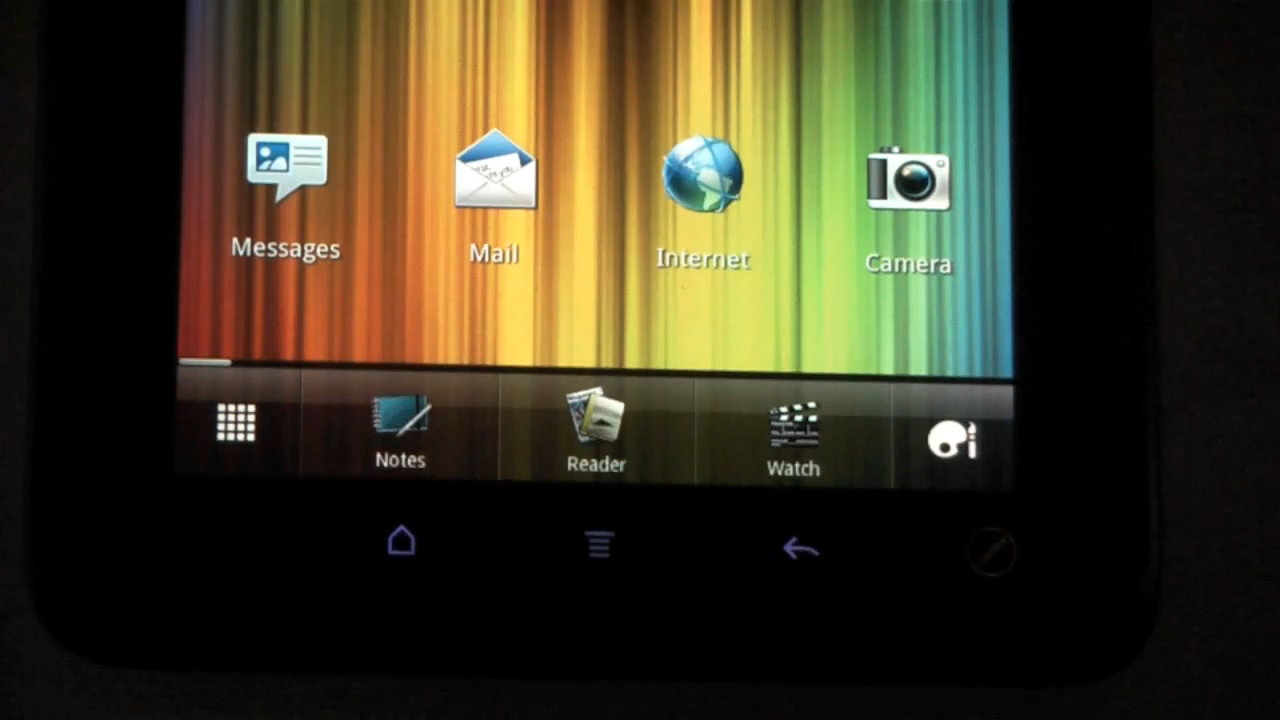 Messages
Mail
Internet
Camera
Notes
Reader
Watch